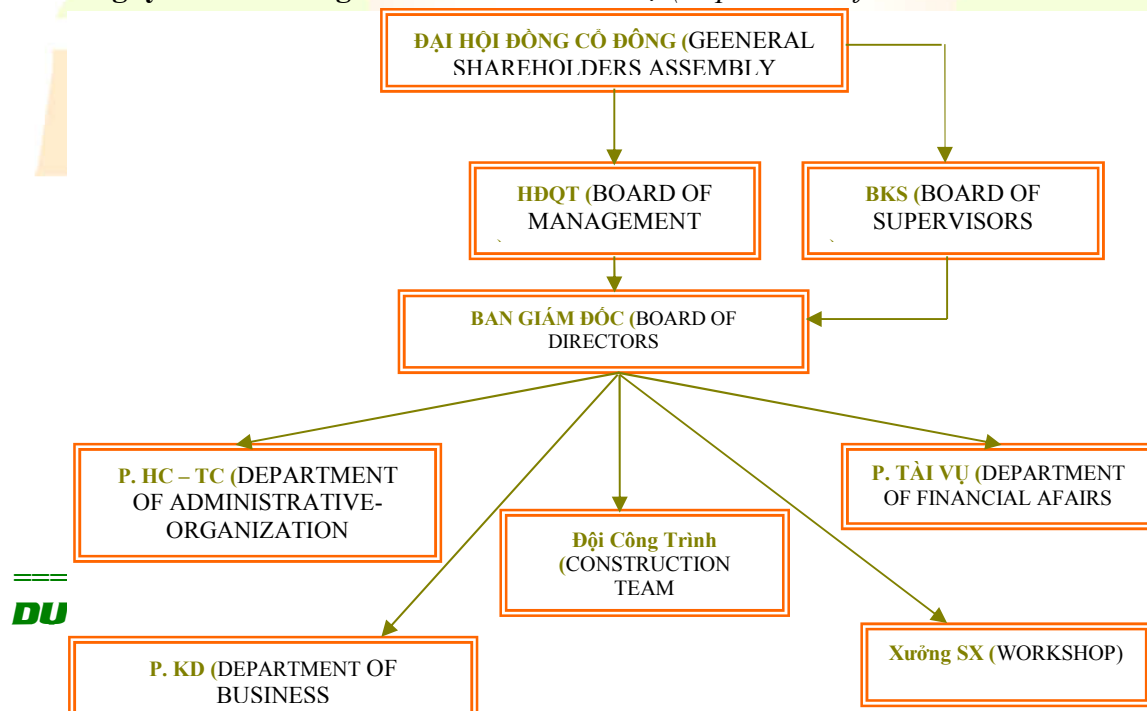 ĐẠI HỘI ĐỒNG CỔ ĐÔNG (GEENERAL
SHAREHOLDERS ASSEMBLY
HĐQT (BOARD OF
MANAGEMENT
BKS (BOARD OF
SUPERVISORS
BAN GIÁM ĐỐC (BOARD OF
DIRECTORS
P. HC – TC (DEPARTMENT
OF ADMINISTRATIVE-
ORGANIZATION
P. TÀI VỤ (DEPARTMENT
OF FINANCIAL AFAIRS
Đội Công Trình
(CONSTRUCTION
TEAM
===
DU
P. KD (DEPARTMENT OF
BUSINESS
Xưởng SX (WORKSHOP)